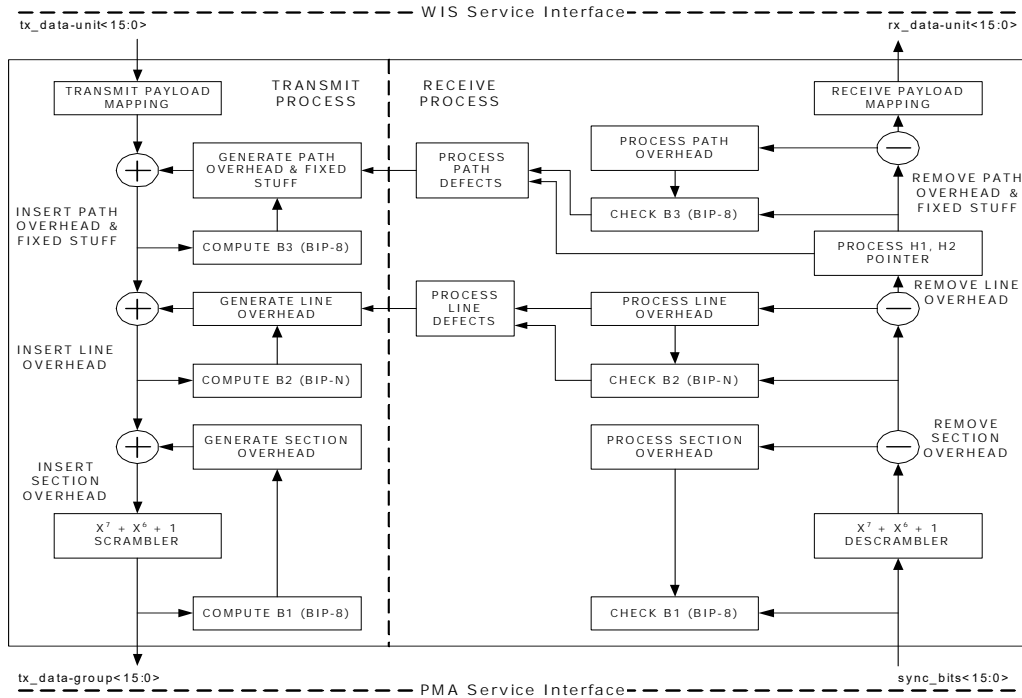 WIS Service Interface
tx_data-unit<15:0>
rx_data-unit<15:0>
TRANSMIT PAYLOAD
MAPPING
TRANSMIT
PROCESS
RECEIVE
PROCESS
RECEIVE PAYLOAD
MAPPING
+
GENERATE PATH
OVERHEAD & FIXED
STUFF
PROCESS
PATH
DEFECTS
PROCESS PATH
OVERHEAD
−
REMOVE PATH
OVERHEAD &
FIXED STUFF
INSERT PATH
OVERHEAD &
FIXED STUFF
COMPUTE B3 (BIP-8)
CHECK B3 (BIP-8)
PROCESS H1, H2
POINTER
REMOVE LINE
OVERHEAD
+
GENERATE LINE
OVERHEAD
PROCESS
LINE
DEFECTS
PROCESS LINE
OVERHEAD
−
INSERT LINE
OVERHEAD
COMPUTE B2 (BIP-N)
CHECK B2 (BIP-N)
+
GENERATE SECTION
OVERHEAD
PROCESS SECTION
OVERHEAD
−
REMOVE
SECTION
OVERHEAD
INSERT
SECTION
OVERHEAD
X⁷ + X⁶ + 1
SCRAMBLER
X⁷ + X⁶ + 1
DESCRAMBLER
COMPUTE B1 (BIP-8)
CHECK B1 (BIP-8)
tx_data-group<15:0>
sync_bits<15:0>
PMA Service Interface